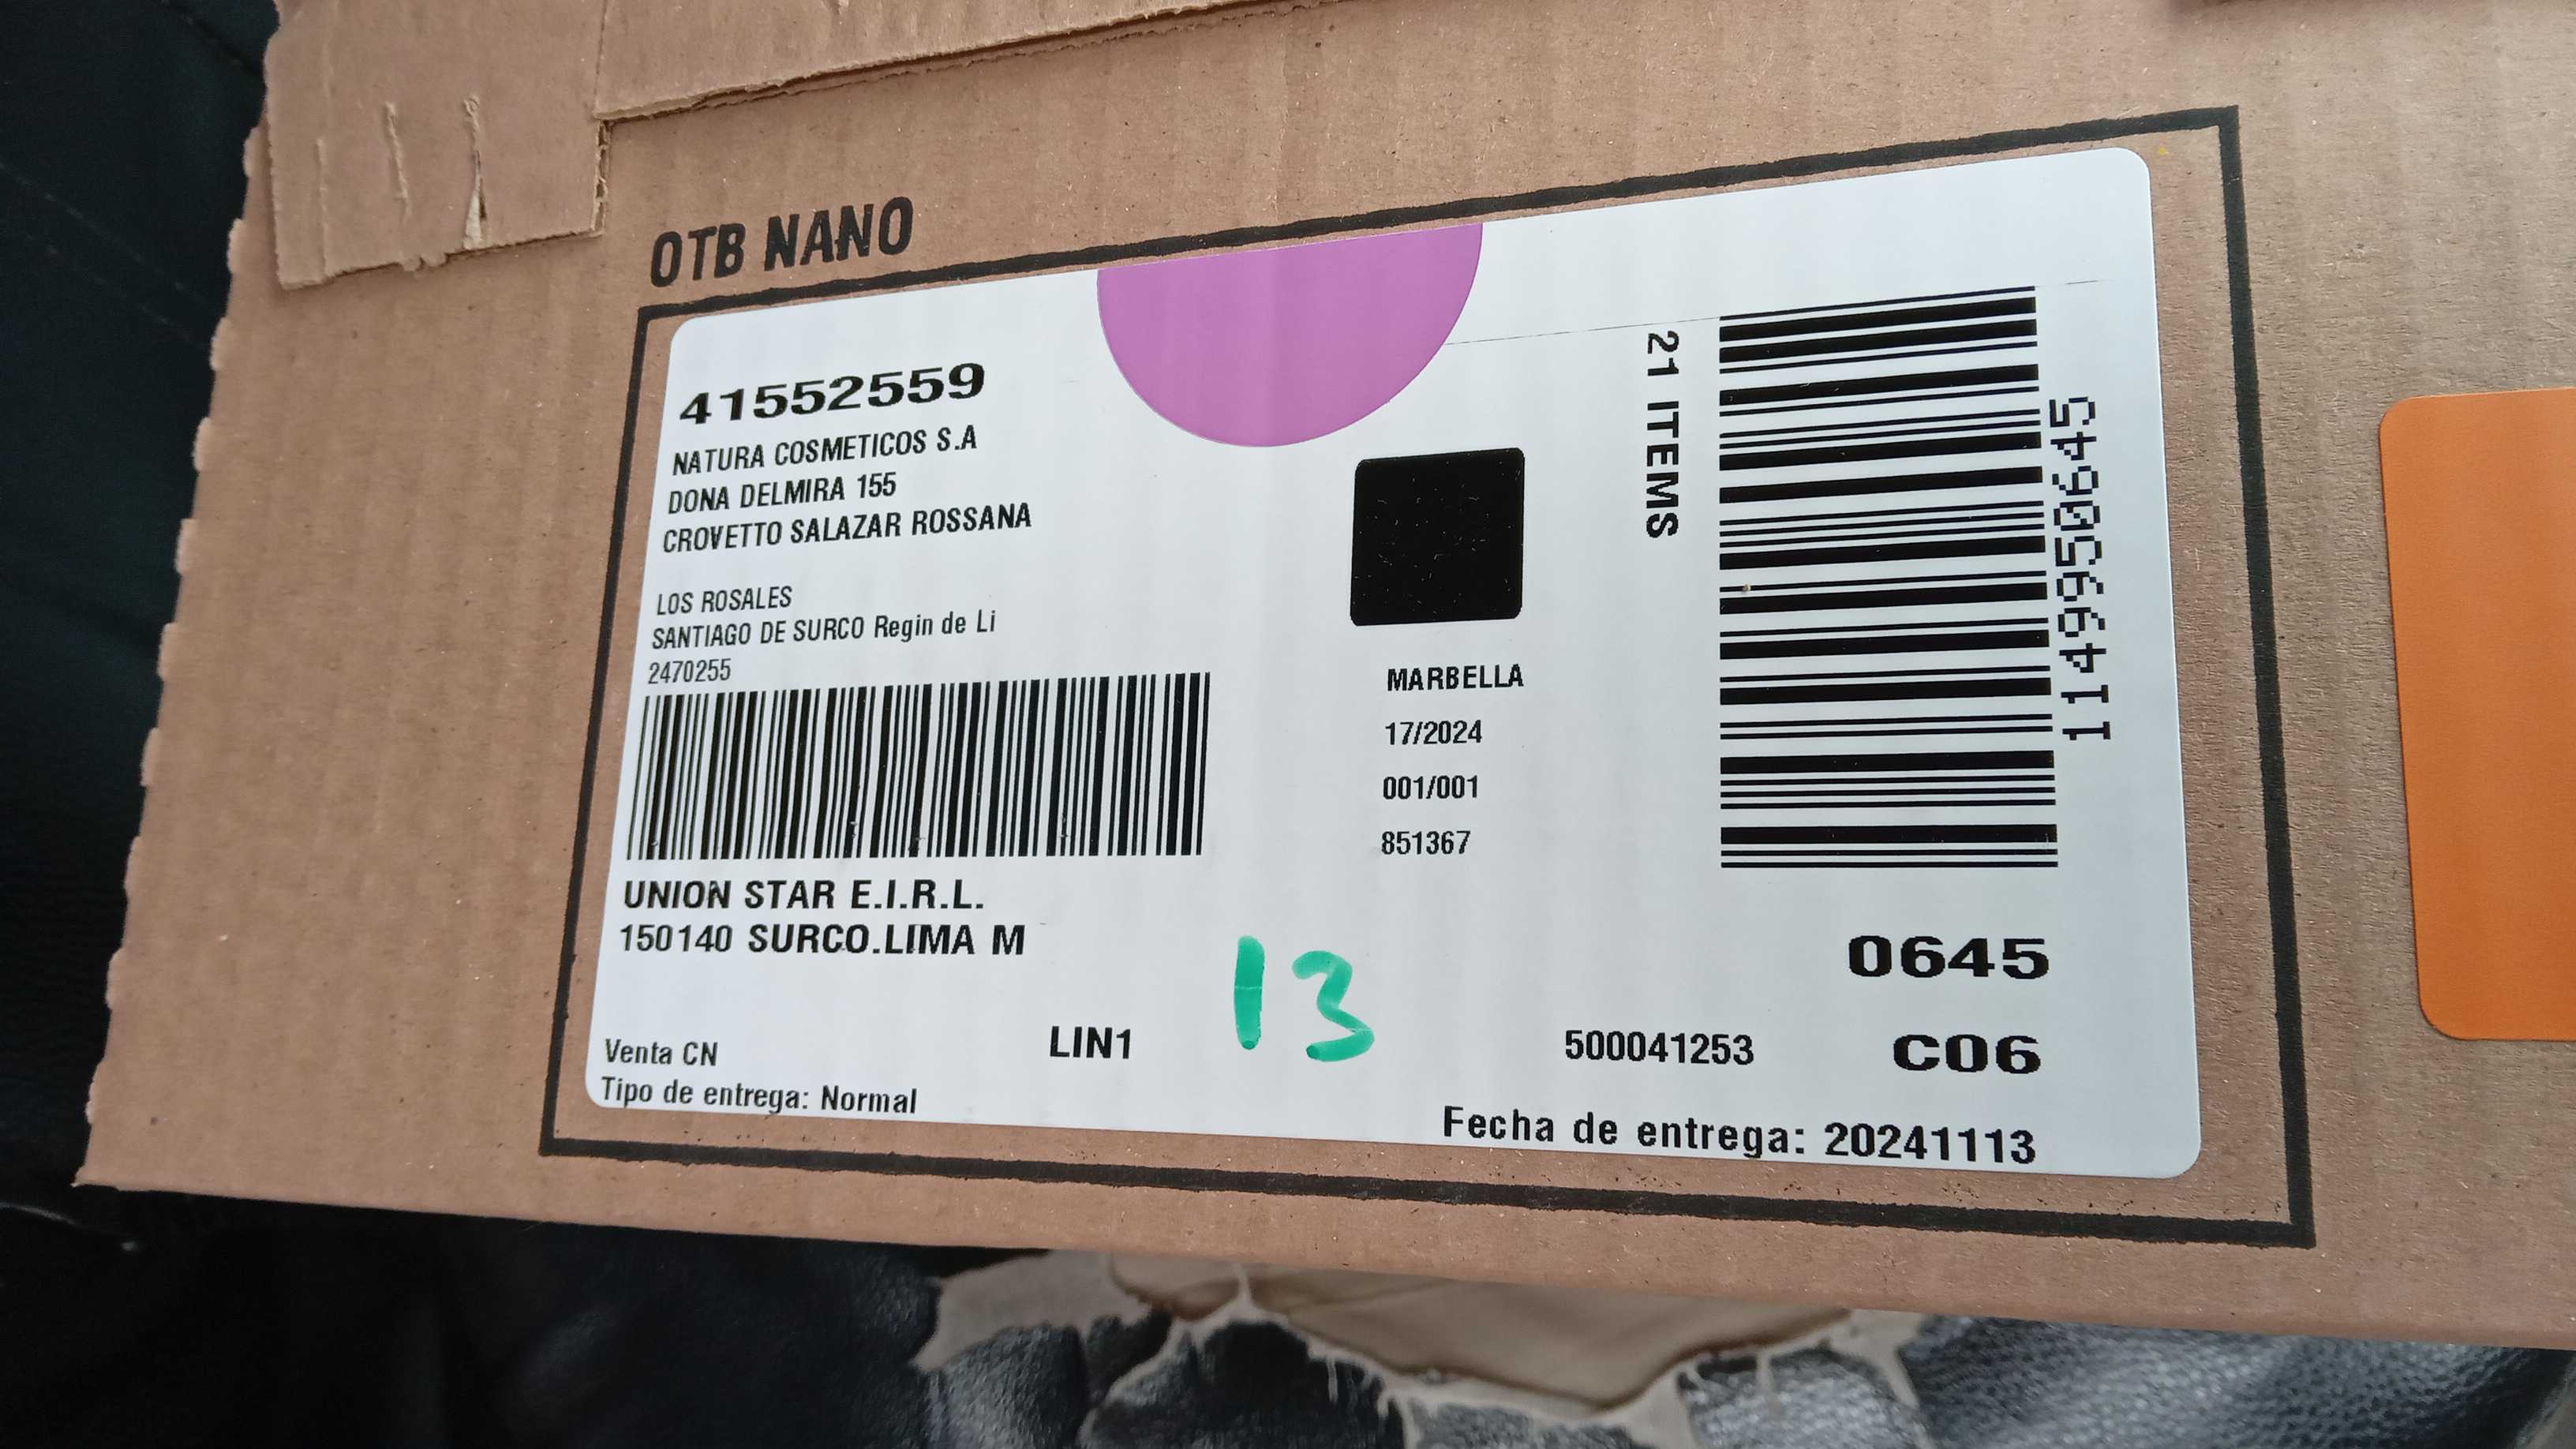 OTB NANO
41552559
NATURA COSMETICOS S.A
DONA DELMIRA 155
CROVETTO SALAZAR ROSSANA
LOS ROSALES
SANTIAGO DE SURCO Regin de Li
2470255
UNION STAR E.I.R.L.
150140 SURCO.LIMA M
Venta CN
Tipo de entrega: Normal
LIN1
13
MARBELLA
17/2024
001/001
851367
21 ITEMS
1149950645
0645
500041253
C06
Fecha de entrega: 20241113